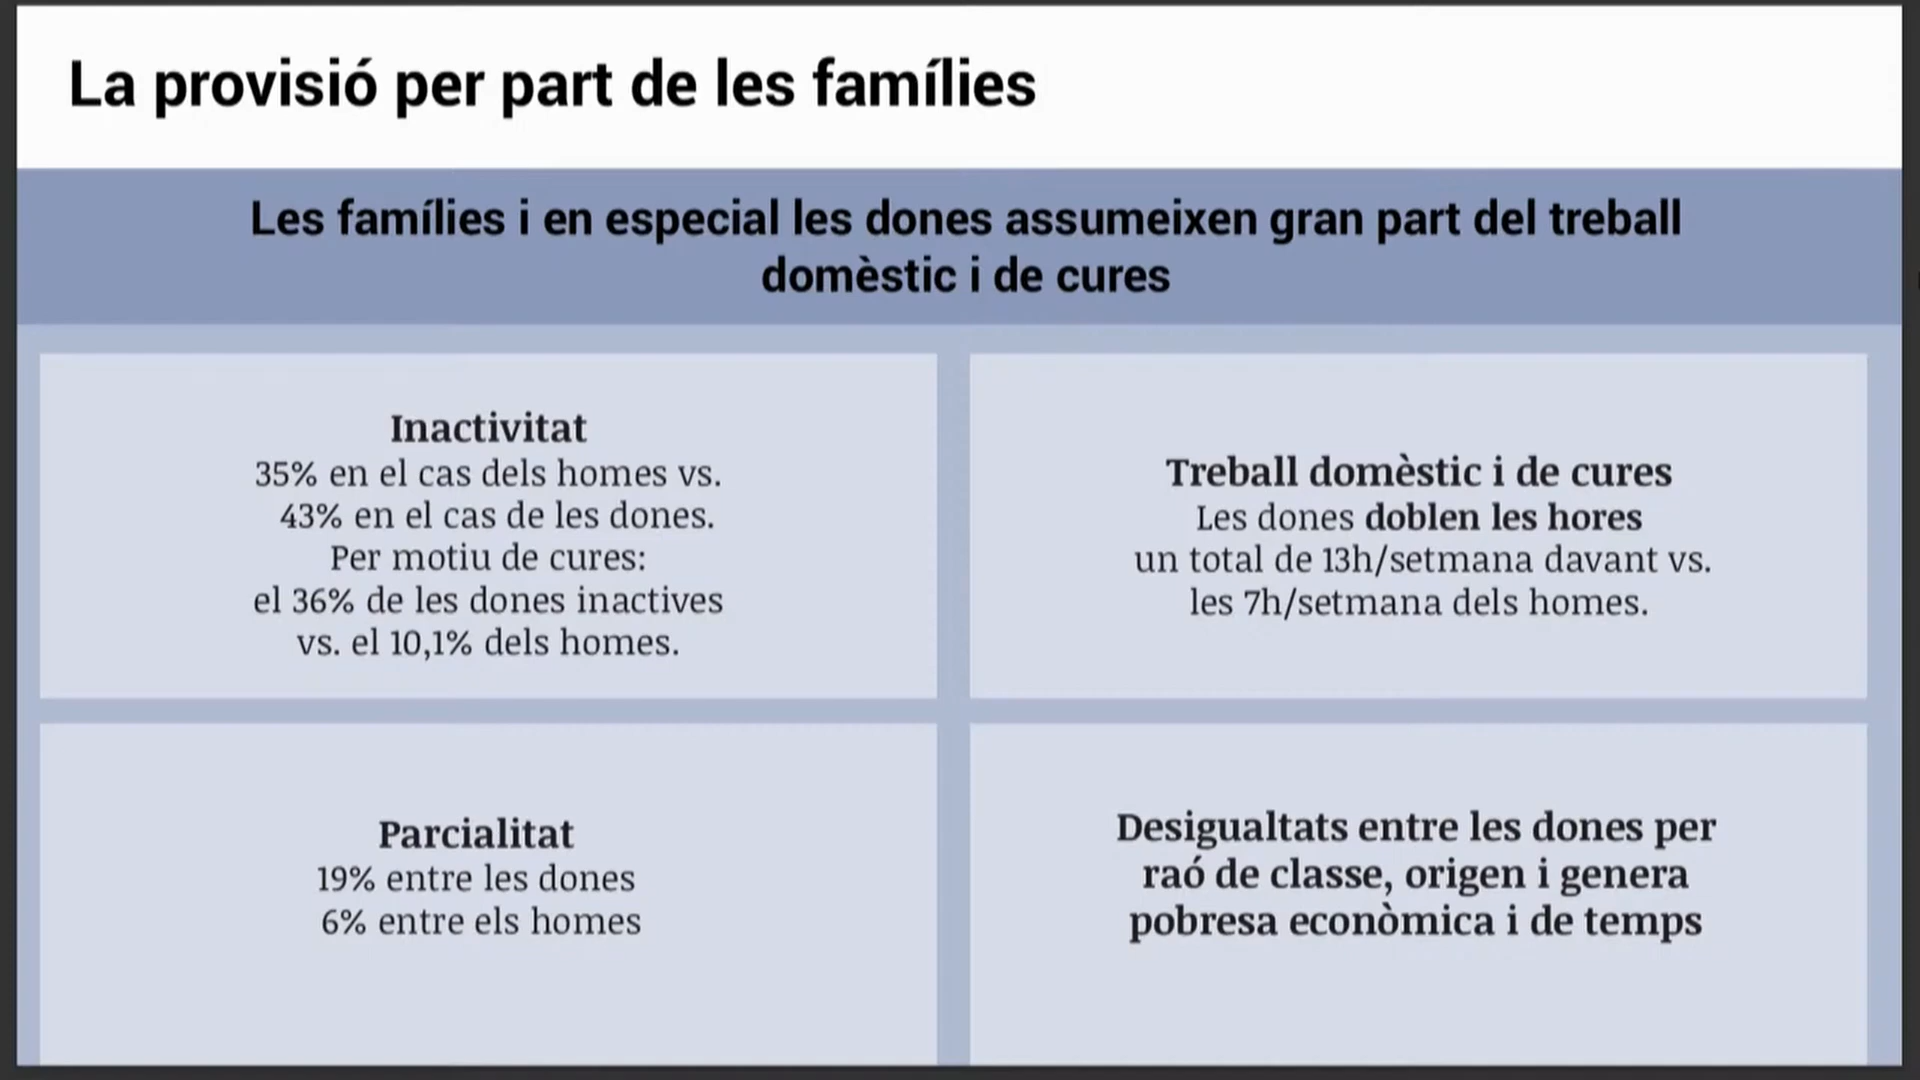 La provisió per part de les famílies
Les famílies i en especial les dones assumeixen gran part del treball
domèstic i de cures
Inactivitat
35% en el cas dels homes vs.
43% en el cas de les dones.
Per motiu de cures:
el 36% de les dones inactives
vs. el 10,1% dels homes.
Treball domèstic i de cures
Les dones doblen les hores
un total de 13h/setmana davant vs.
les 7h/setmana dels homes.
Parcialitat
19% entre les dones
6% entre els homes
Desigualtats entre les dones per
raó de classe, origen i genera
pobresa econòmica i de temps